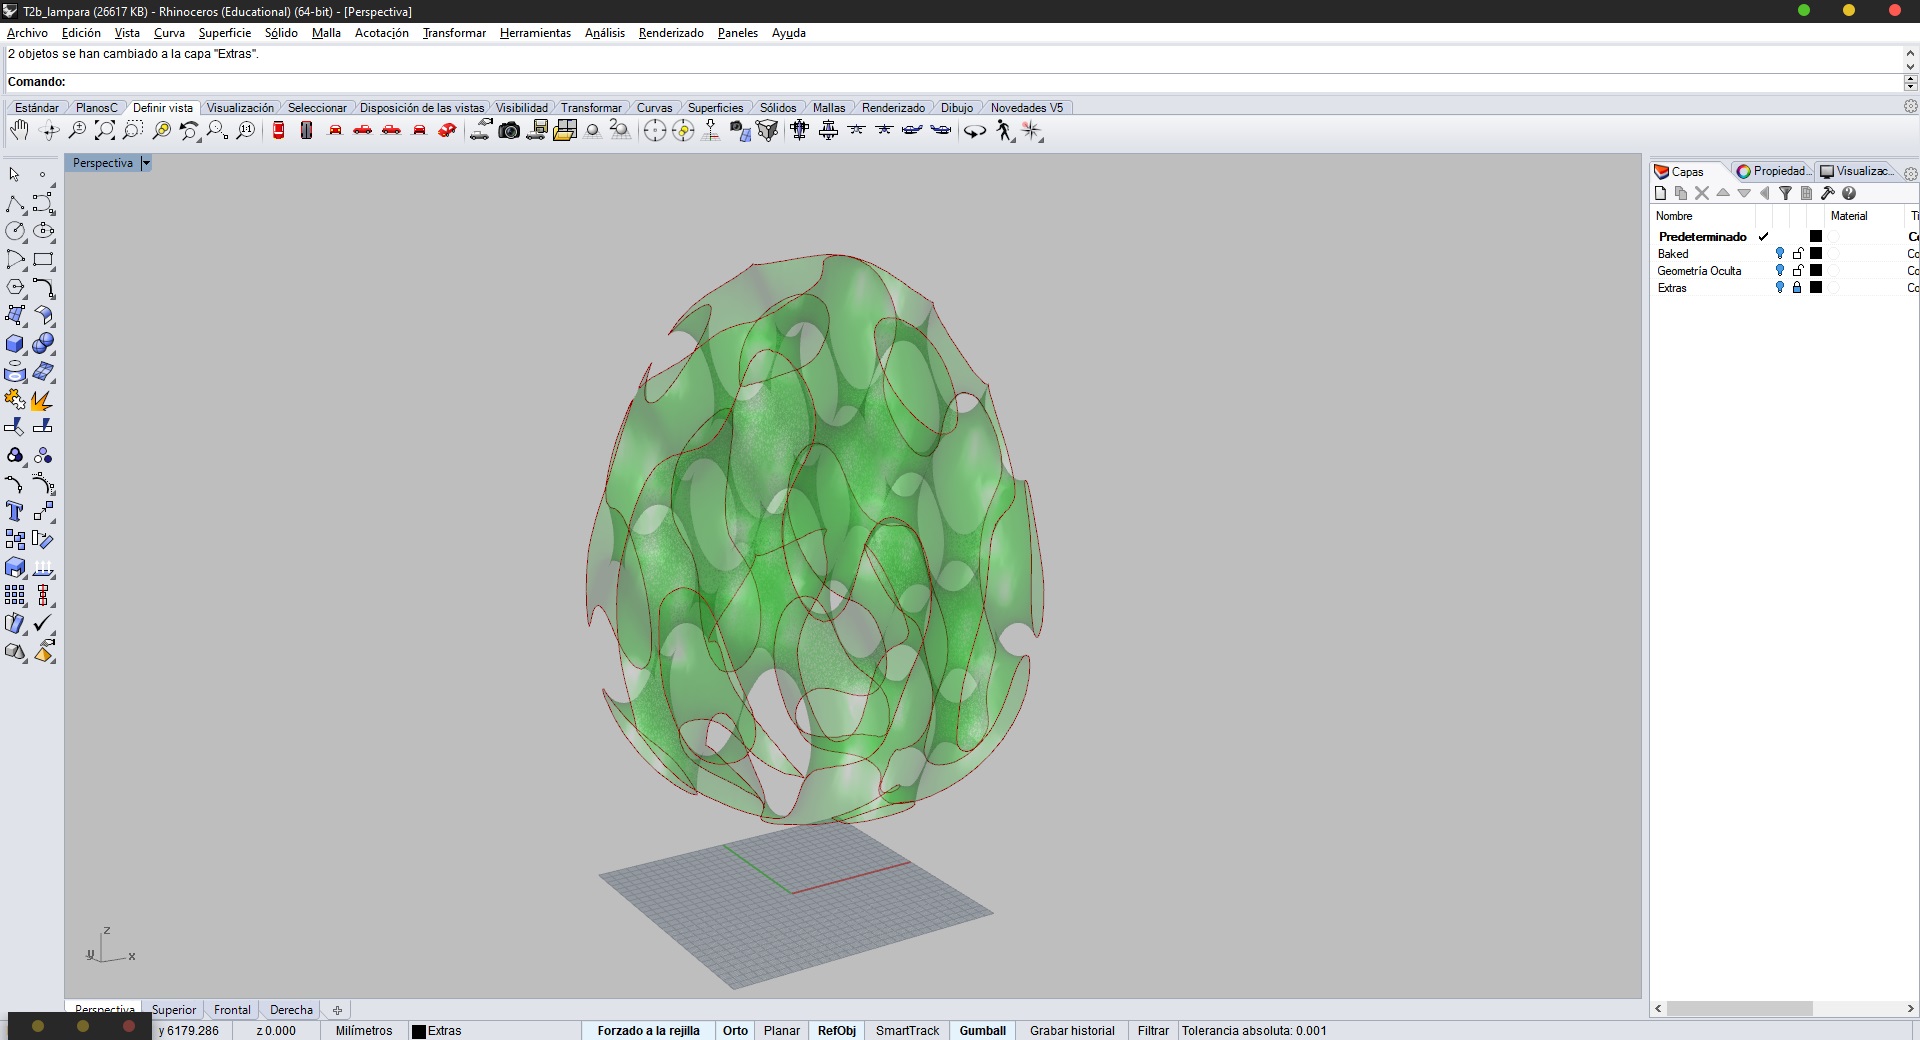 T2b_lampara (26617 KB) - Rhinoceros (Educational) (64-bit) - [Perspectiva]
Archivo Edición Vista Curva Superficie Sólido Malla Acotación Transformar Herramientas Análisis Renderizado Paneles Ayuda
2 objetos se han cambiado a la capa "Extras".
Comando:
Estándar PlanosC Definir vista Visualización Seleccionar Disposición de las vistas Visibilidad Transformar Curvas Superficies Sólidos Mallas Renderizado Dibujo Novedades V5
Perspectiva
Capas Propiedad... Visualizac...
Nombre Material Ti
Predeterminado Co
Baked Co
Geometría Oculta Co
Extras Co
z
y x
Perspectiva Superior Frontal Derecha
y 6179.286 z 0.000 Milímetros Extras Forzado a la rejilla Orto Planar RefObj SmartTrack Gumball Grabar historial Filtrar Tolerancia absoluta: 0.001